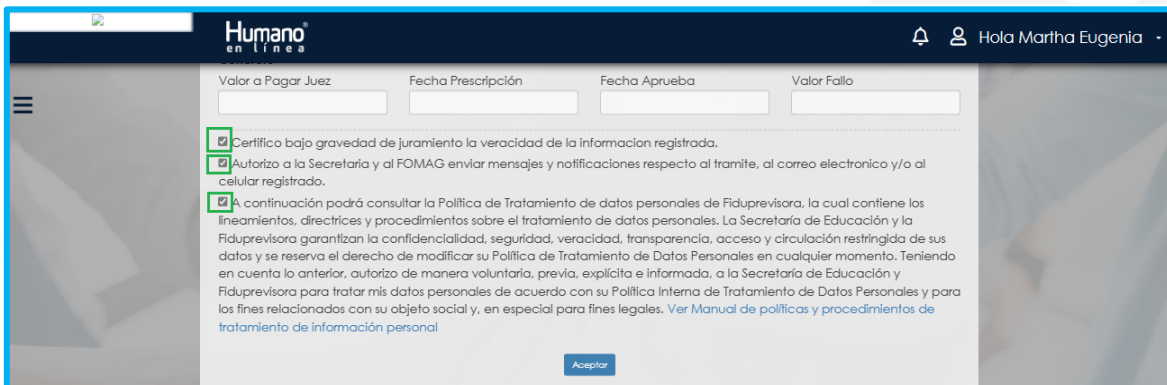 Humano®
en línea
Hola Martha Eugenia
Valor a Pagar Juez Fecha Prescripción Fecha Aprueba Valor Fallo
Certifico bajo gravedad de juramento la veracidad de la informacion registrada.
Autorizo a la Secretaria y al FOMAG enviar mensajes y notificaciones respecto al tramite, al correo electronico y/o al
celular registrado.
A continuación podrá consultar la Política de Tratamiento de datos personales de Fiduprevisora, la cual contiene los
lineamientos, directrices y procedimientos sobre el tratamiento de datos personales. La Secretaría de Educación y la
Fiduprevisora garantizan la confidencialidad, seguridad, veracidad, transparencia, acceso y circulación restringida de sus
datos y se reserva el derecho de modificar su Política de Tratamiento de Datos Personales en cualquier momento. Teniendo
en cuenta lo anterior, autorizo de manera voluntaria, previa, explícita e informada, a la Secretaría de Educación y
Fiduprevisora para tratar mis datos personales de acuerdo con su Política Interna de Tratamiento de Datos Personales y para
los fines relacionados con su objeto social y, en especial para fines legales. Ver Manual de políticas y procedimientos de
tratamiento de información personal
Aceptar